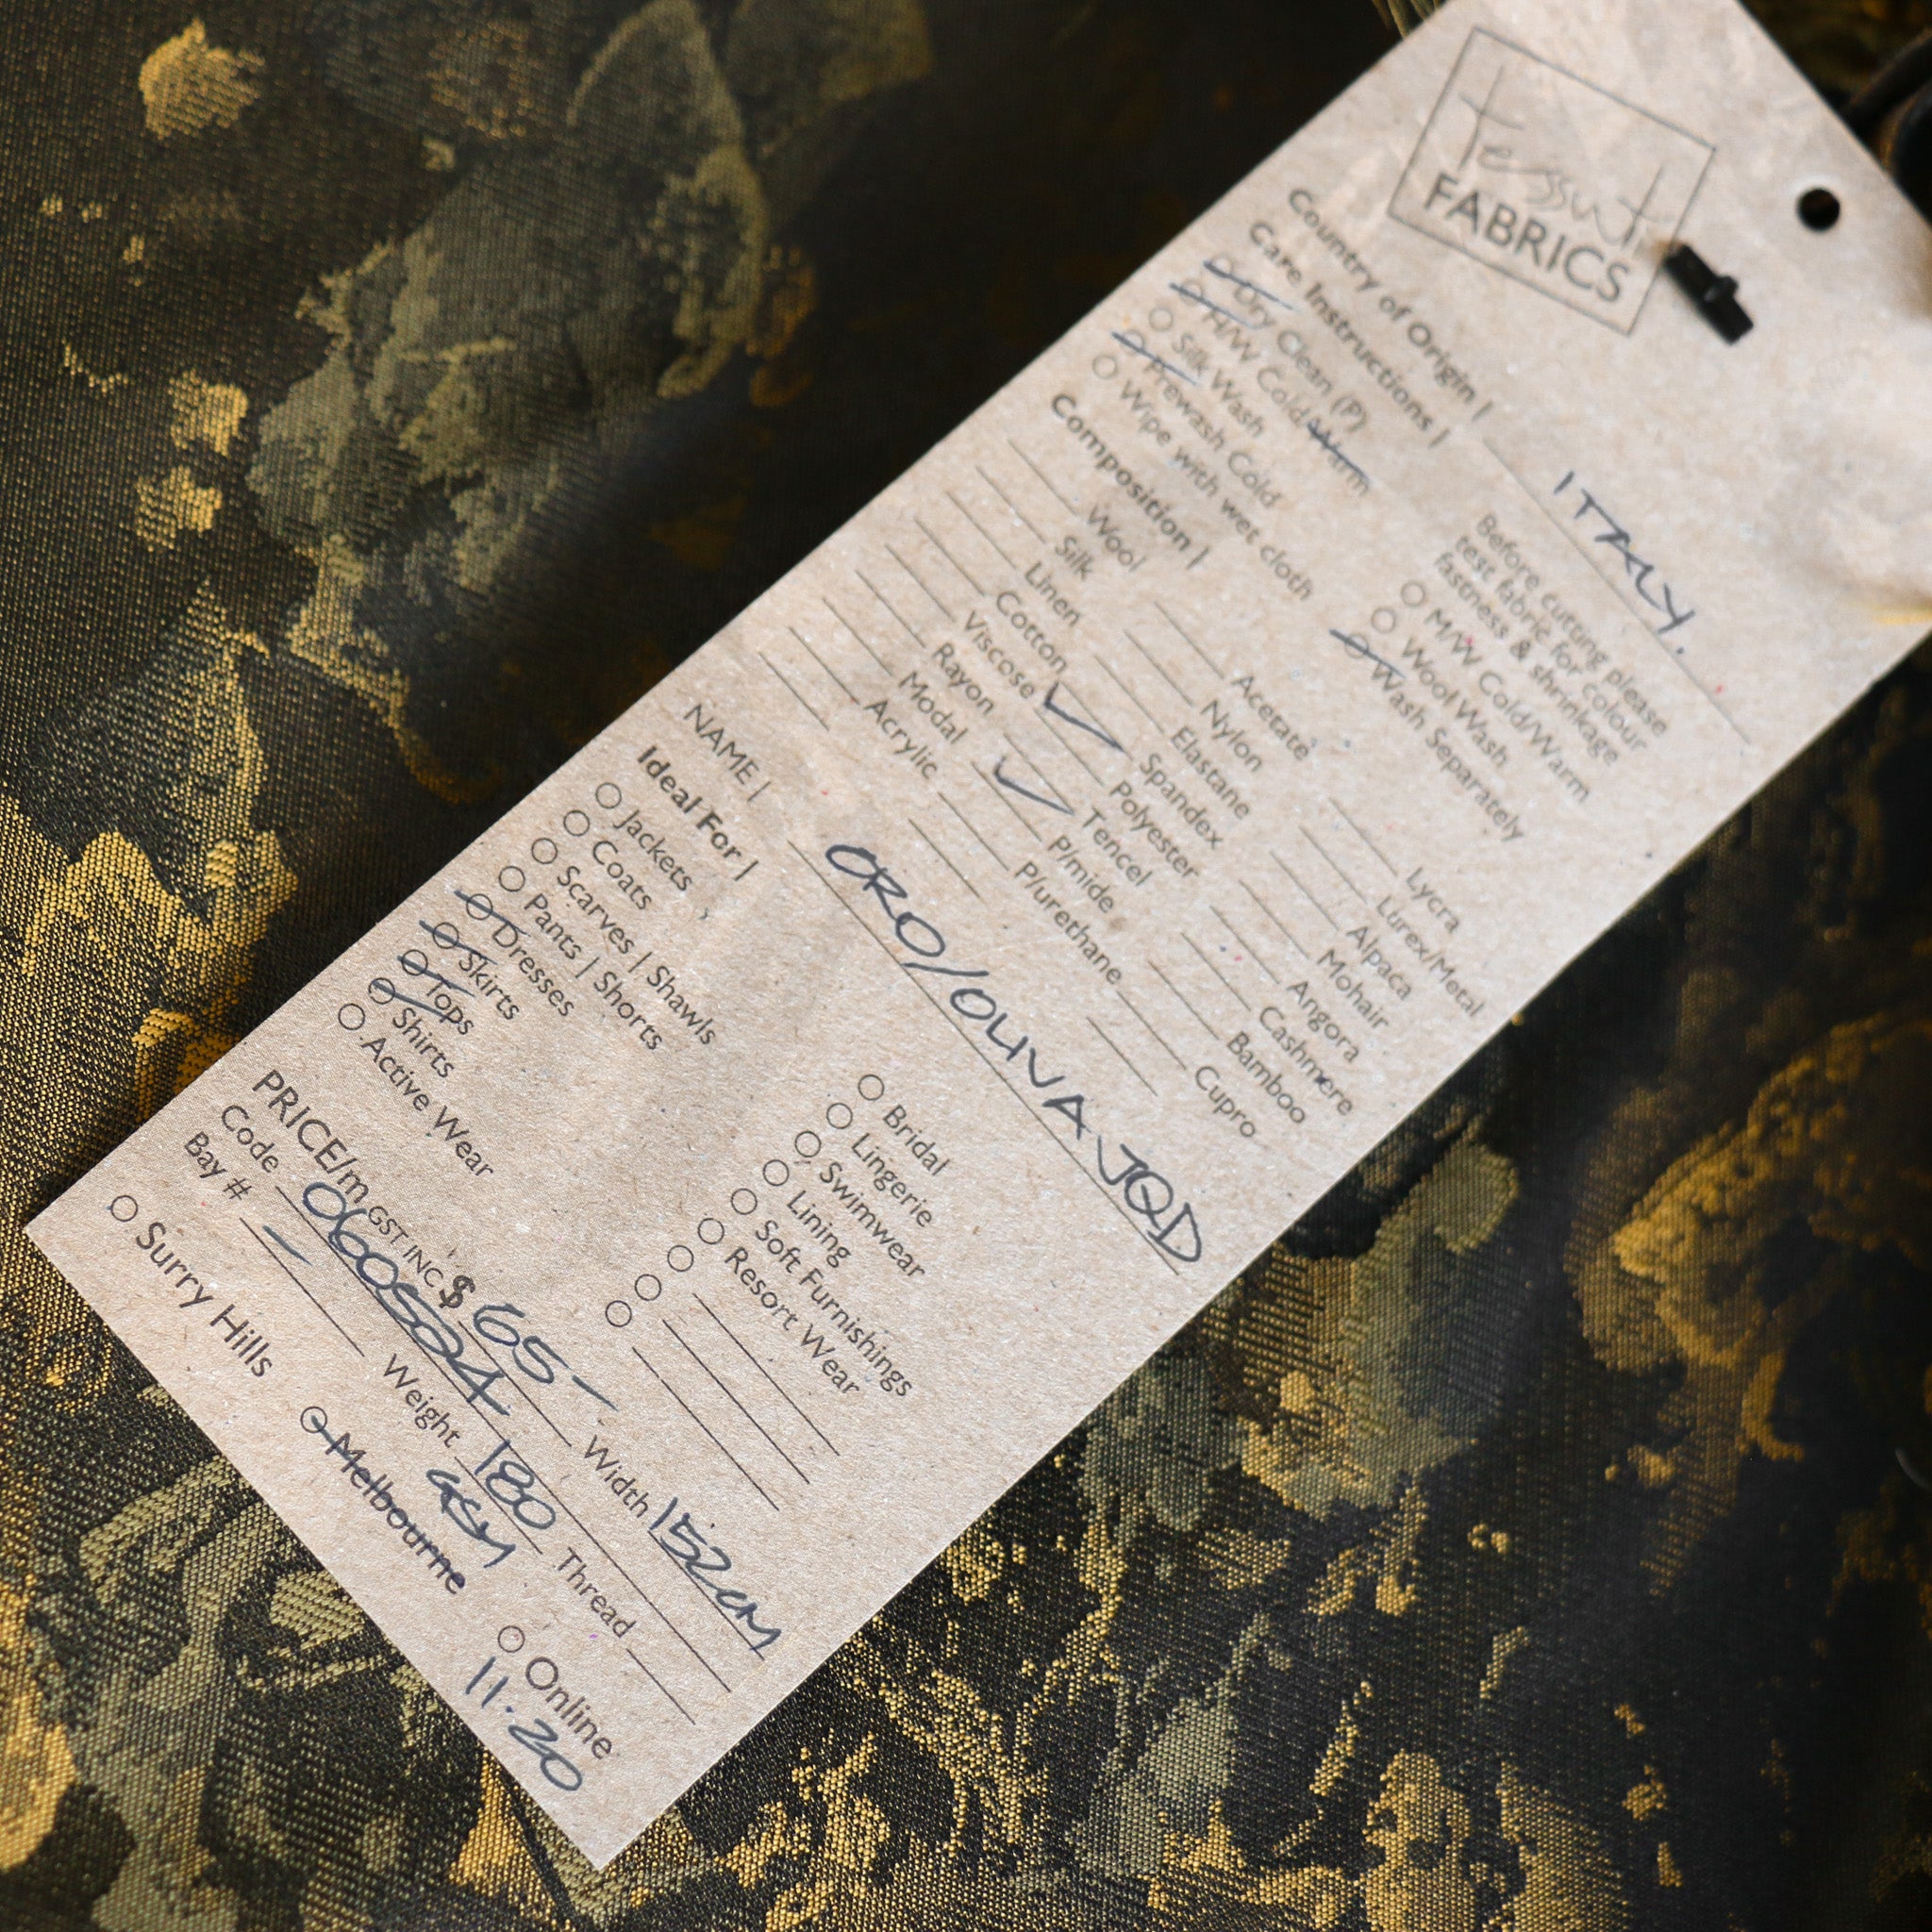 Tessuti
FABRICS
Country of Origin | ITALY.
Care Instructions |
Dry Clean (P)
H/W Cold/Warm
Silk Wash
Prewash Cold
Wipe with wet cloth
Before cutting please
test fabric for colour
fastness & shrinkage
M/W Cold/Warm
Wool Wash
Wash Separately
Composition |
Wool
Silk
Linen
Cotton
Viscose
Rayon
Modal
Acrylic
Acetate
Nylon
Elastane
Spandex
✓ Polyester
Tencel
✓ P/mide
P/urethane
Lycra
Lurex/Metal
Alpaca
Mohair
Angora
Cashmere
Bamboo
Cupro
NAME | ORO/OLIVA JQD
Ideal For |
Jackets
Coats
Scarves | Shawls
Pants | Shorts
Dresses
Skirts
Tops
Shirts
Active Wear
Bridal
Lingerie
Swimwear
Lining
Soft Furnishings
Resort Wear
PRICE/m GST INC. $ 65- Width 152cm
Code 0600524 Weight 180 GSM Thread
Bay # -
Surry Hills Melbourne Online
11.20